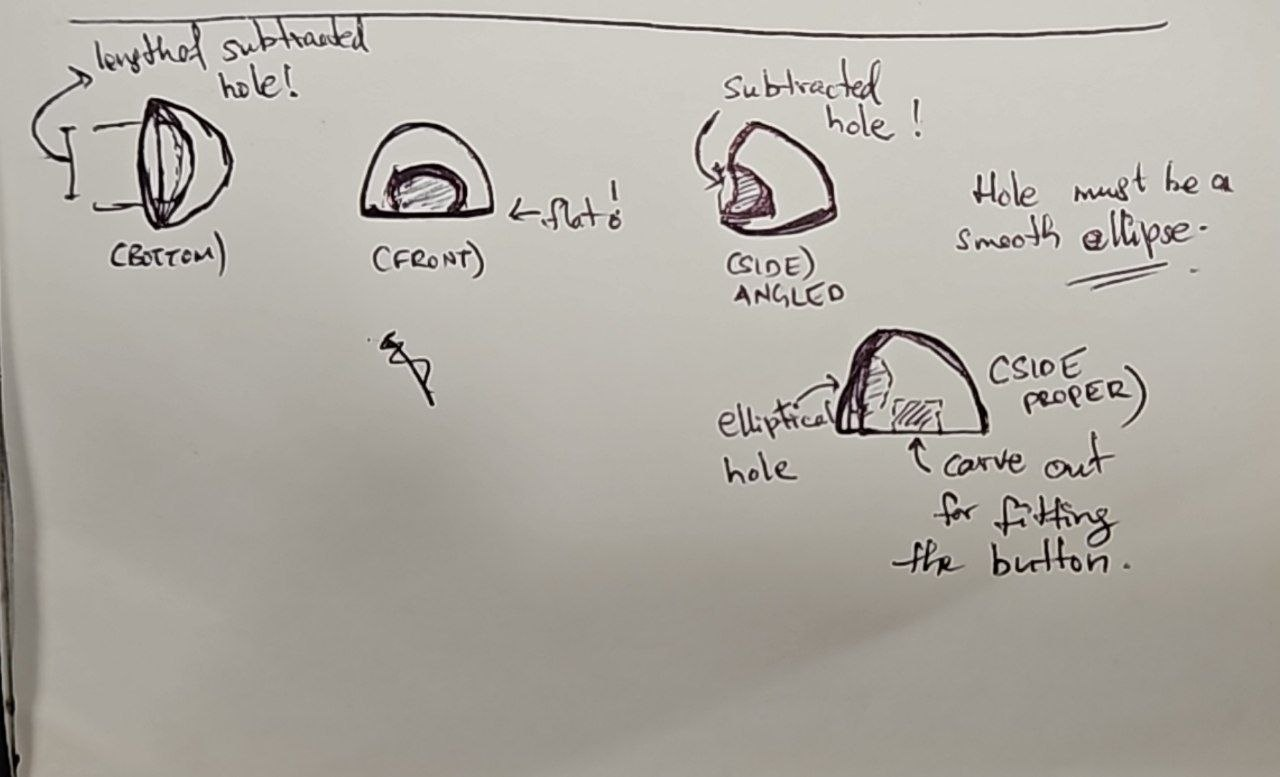 length of subtracted
hole!
(BOTTOM)
(FRONT)
← flat!
subtracted
hole !
(SIDE)
ANGLED
Hole must be a
smooth ellipse.
elliptical
hole
(SIDE
PROPER)
carve out
for fitting
the button.